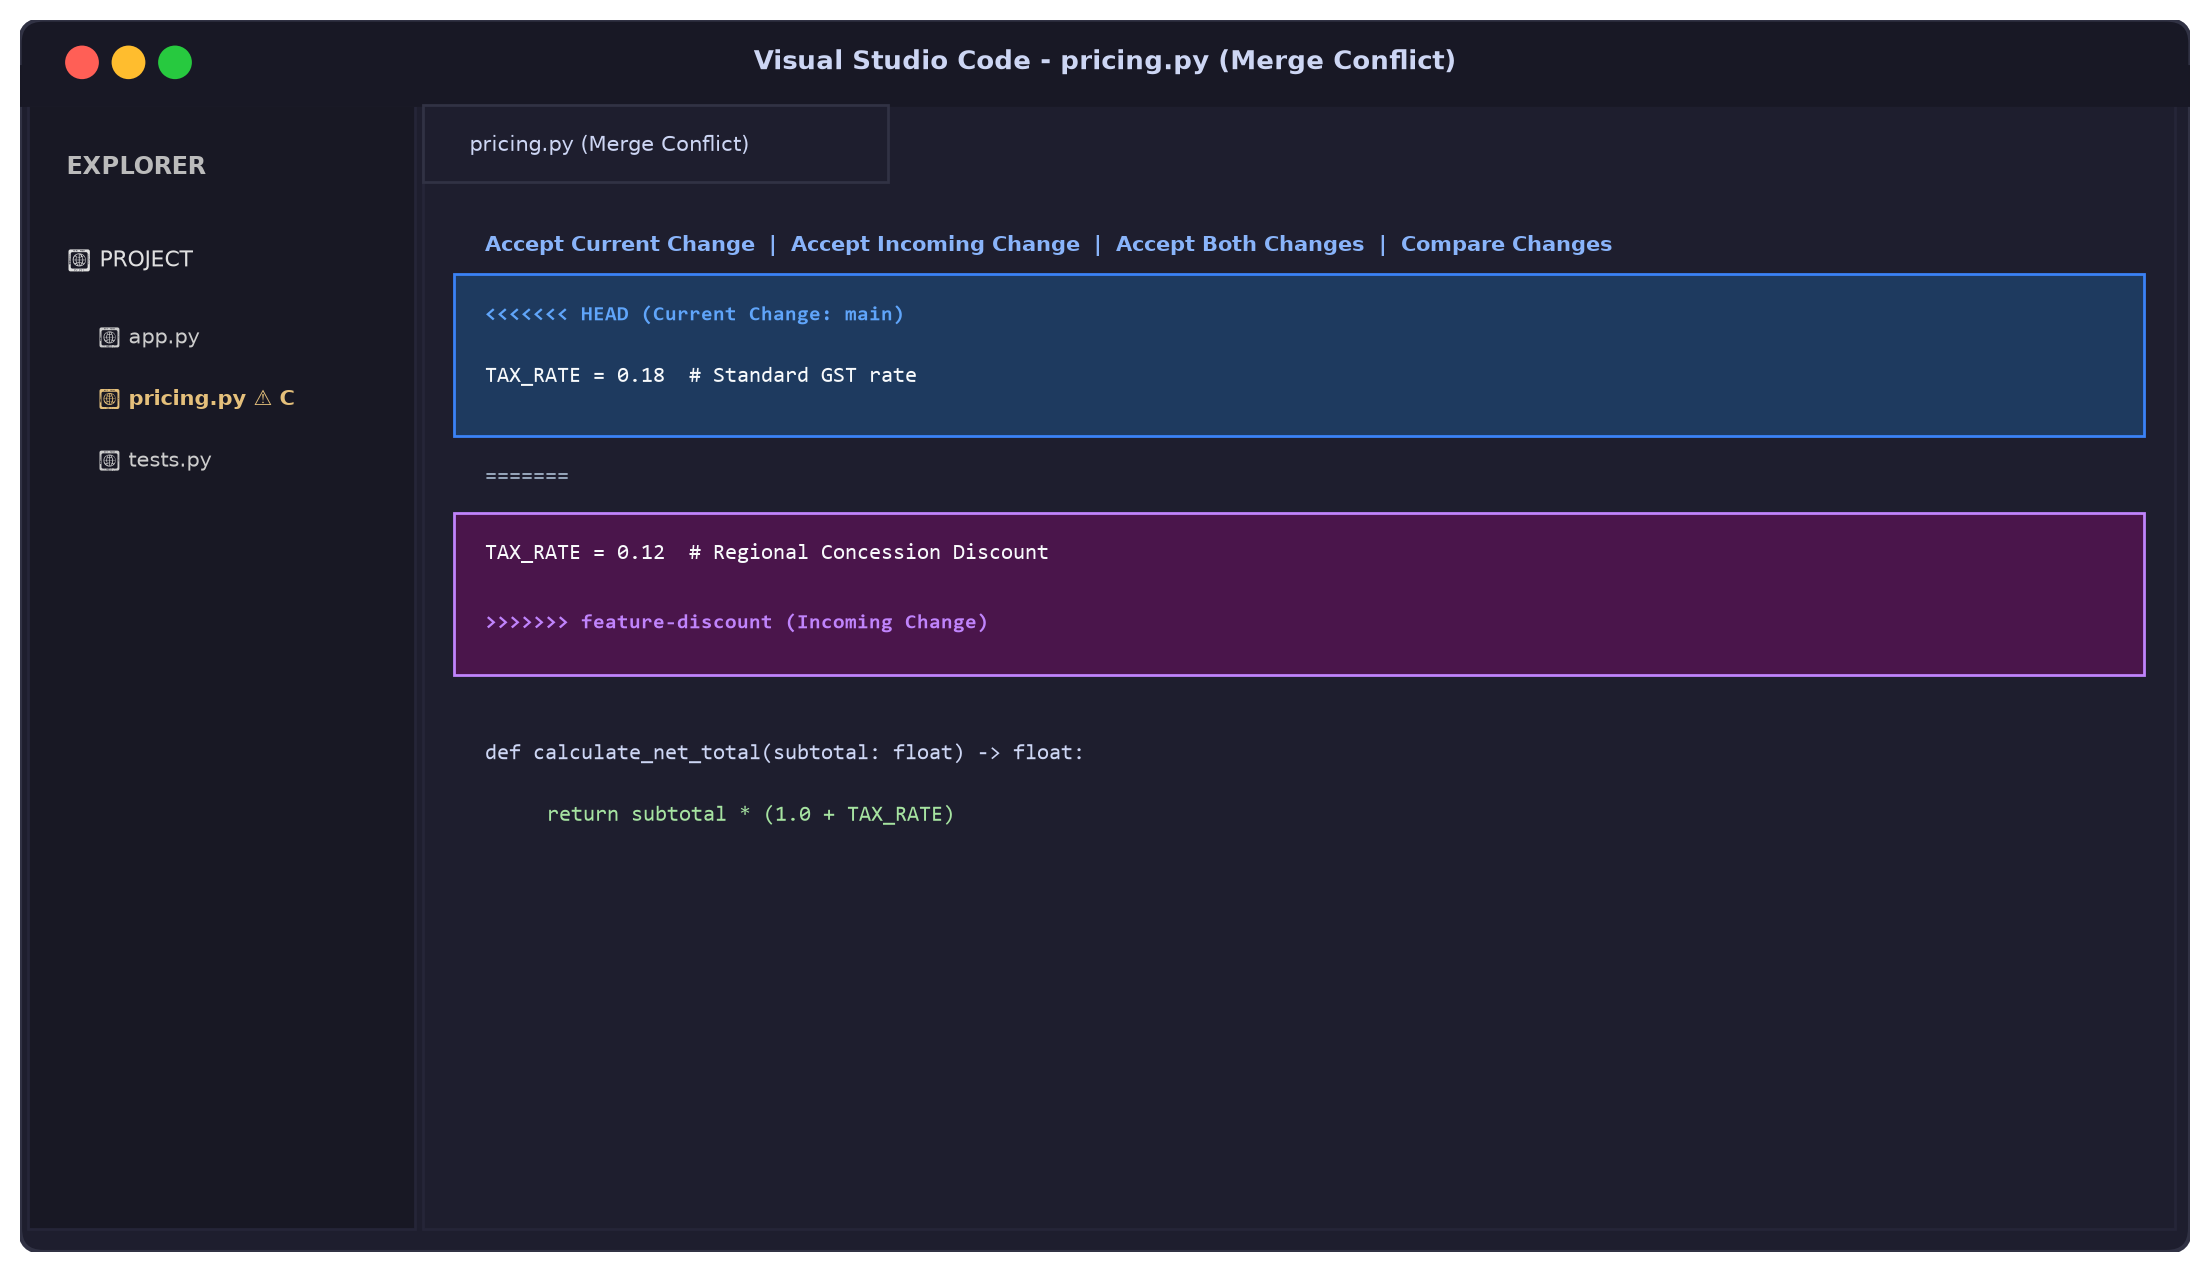 Visual Studio Code - pricing.py (Merge Conflict)
EXPLORER
PROJECT
app.py
pricing.py ⚠ C
tests.py
pricing.py (Merge Conflict)
Accept Current Change | Accept Incoming Change | Accept Both Changes | Compare Changes
<<<<<<< HEAD (Current Change: main)
TAX_RATE = 0.18  # Standard GST rate
=======
TAX_RATE = 0.12  # Regional Concession Discount
>>>>>>> feature-discount (Incoming Change)
def calculate_net_total(subtotal: float) -> float:
return subtotal * (1.0 + TAX_RATE)